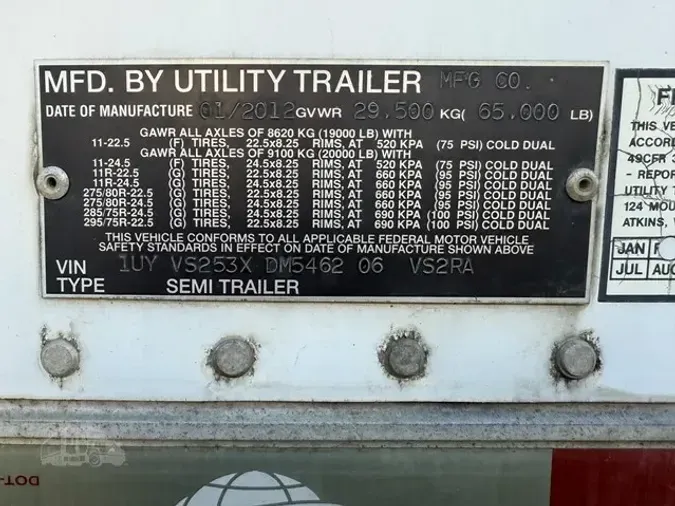 MFD. BY UTILITY TRAILER MFG CO.
DATE OF MANUFACTURE 01/2012 GVWR 29,500 KG( 65,000 LB)
GAWR ALL AXLES OF 8620 KG (19000 LB) WITH
11-22.5 (F) TIRES, 22.5x8.25 RIMS, AT 520 KPA (75 PSI) COLD DUAL
GAWR ALL AXLES OF 9100 KG (20000 LB) WITH
11-24.5 (F) TIRES, 24.5x8.25 RIMS, AT 520 KPA (75 PSI) COLD DUAL
11R-22.5 (G) TIRES, 22.5x8.25 RIMS, AT 660 KPA (95 PSI) COLD DUAL
11R-24.5 (G) TIRES, 24.5x8.25 RIMS, AT 660 KPA (95 PSI) COLD DUAL
275/80R-22.5 (G) TIRES, 22.5x8.25 RIMS, AT 660 KPA (95 PSI) COLD DUAL
275/80R-24.5 (G) TIRES, 24.5x8.25 RIMS, AT 660 KPA (95 PSI) COLD DUAL
285/75R-24.5 (G) TIRES, 24.5x8.25 RIMS, AT 690 KPA (100 PSI) COLD DUAL
295/75R-22.5 (G) TIRES, 22.5x8.25 RIMS, AT 690 KPA (100 PSI) COLD DUAL
THIS VEHICLE CONFORMS TO ALL APPLICABLE FEDERAL MOTOR VEHICLE
SAFETY STANDARDS IN EFFECT ON DATE OF MANUFACTURE SHOWN ABOVE
VIN 1UY VS253X DM5462 06 VS2RA
TYPE SEMI TRAILER
FE
THIS VE
ACCORD
49CFR 3
- REPOR
UTILITY T
124 MOU
ATKINS, V
JAN F
JUL AUG
DOT-